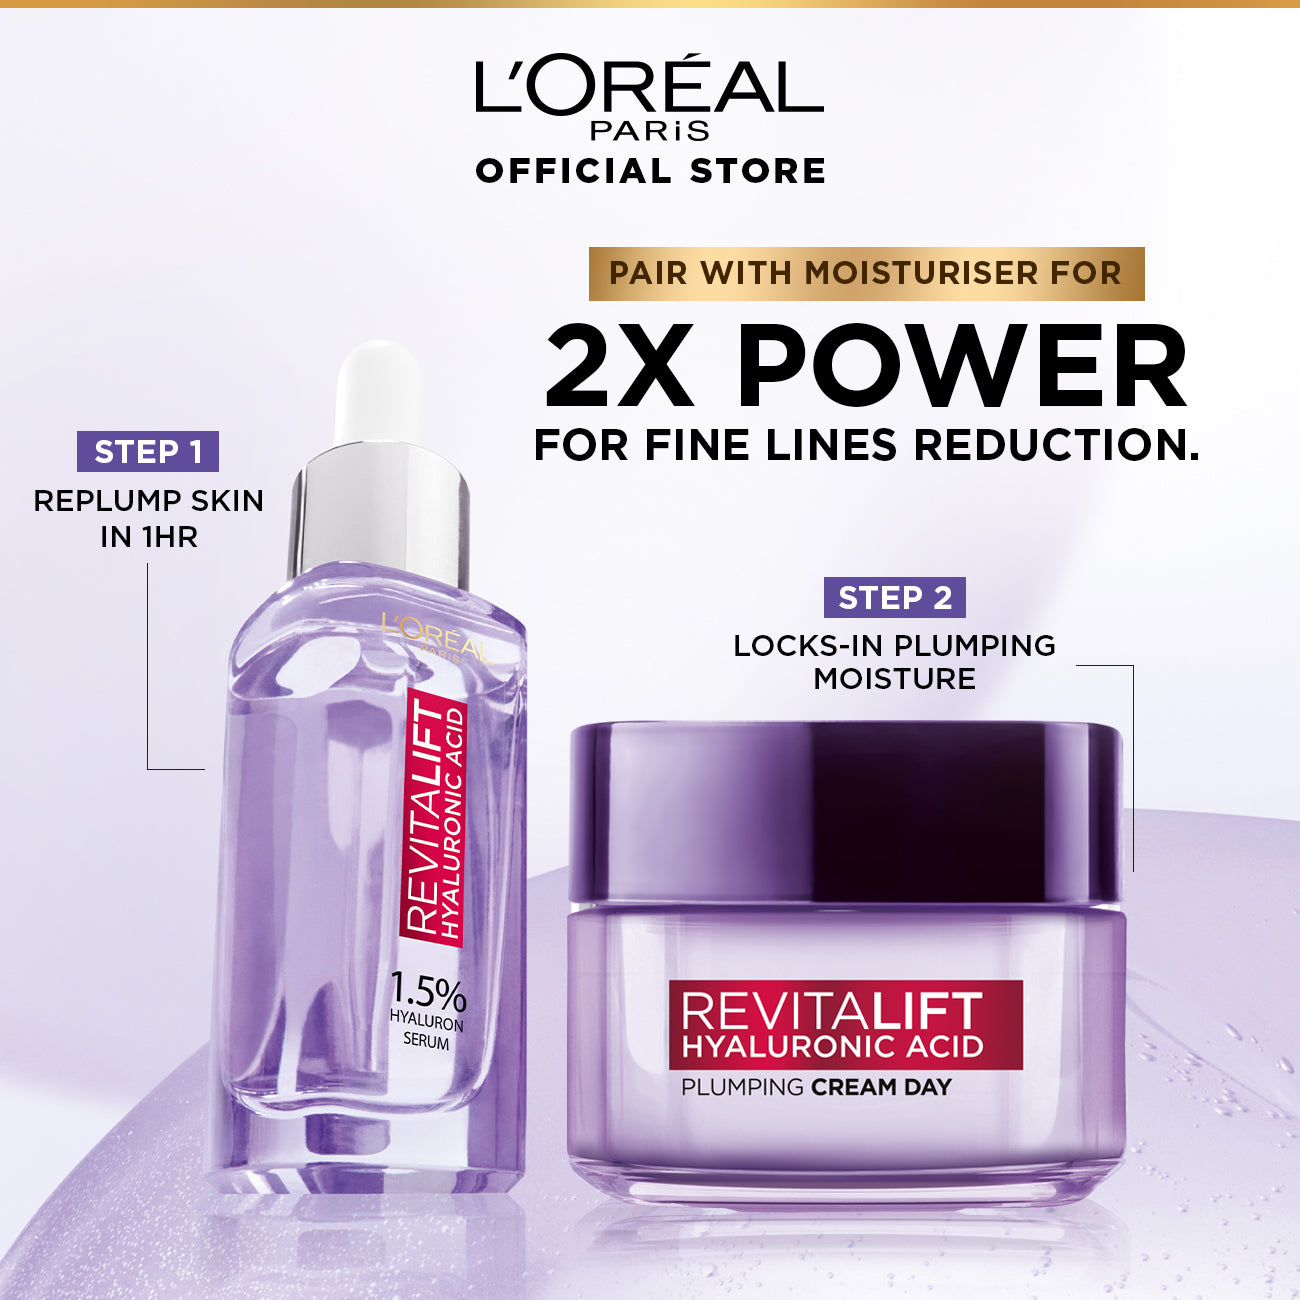 L'ORÉAL
PARiS
OFFICIAL STORE
PAIR WITH MOISTURISER FOR
2X POWER
FOR FINE LINES REDUCTION.
STEP 1
REPLUMP SKIN
IN 1HR
STEP 2
LOCKS-IN PLUMPING
MOISTURE
L'ORÉAL
PARIS
REVITALIFT
HYALURONIC ACID
1.5%
HYALURON
SERUM
REVITALIFT
HYALURONIC ACID
PLUMPING CREAM DAY